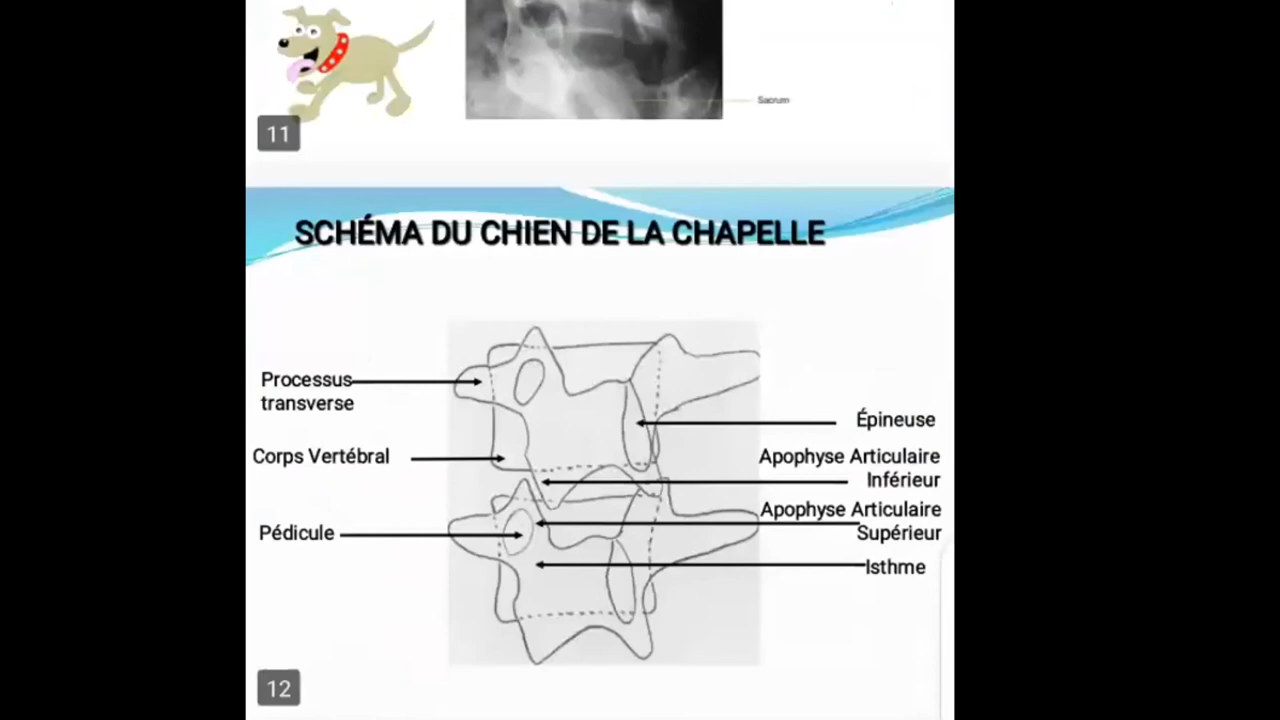 Sacrum
11
SCHÉMA DU CHIEN DE LA CHAPELLE
Processus
transverse
Épineuse
Corps Vertébral
Apophyse Articulaire
Inférieur
Apophyse Articulaire
Supérieur
Pédicule
Isthme
12